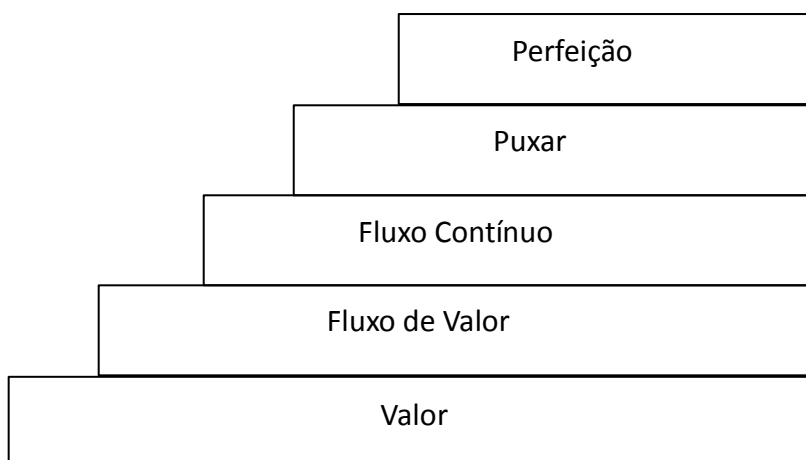 Perfeição
Puxar
Fluxo Contínuo
Fluxo de Valor
Valor